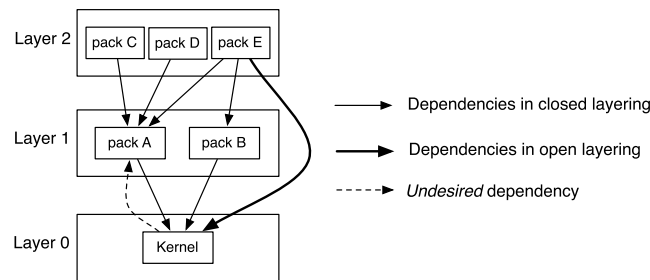 Layer 2
pack C
pack D
pack E
Layer 1
pack A
pack B
Layer 0
Kernel
Dependencies in closed layering
Dependencies in open layering
Undesired dependency